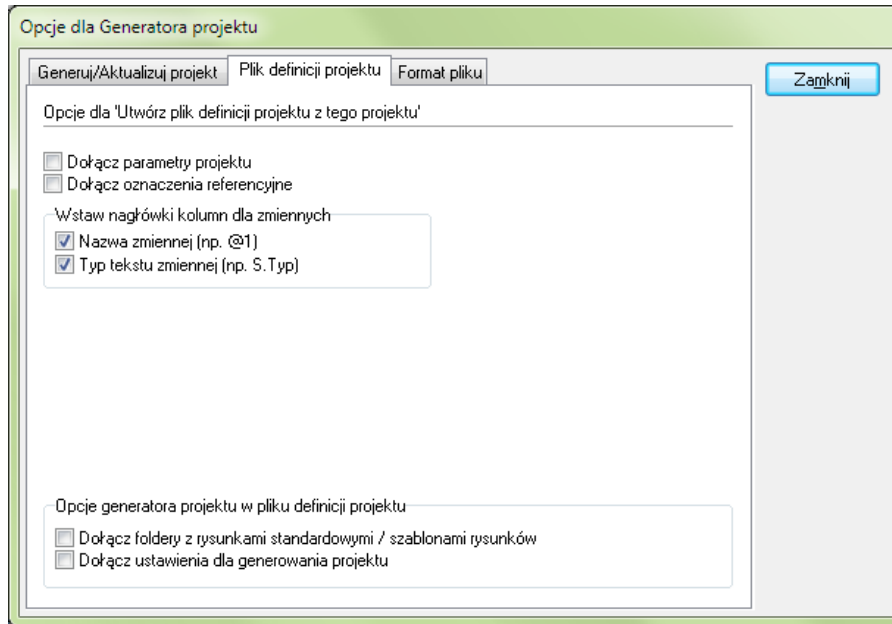 Opcje dla Generatora projektu
Generuj/Aktualizuj projekt Plik definicji projektu Format pliku
Zamknij
Opcje dla 'Utwórz plik definicji projektu z tego projektu'
Dołącz parametry projektu
Dołącz oznaczenia referencyjne
Wstaw nagłówki kolumn dla zmiennych
Nazwa zmiennej (np. @1)
Typ tekstu zmiennej (np. S.Typ)
Opcje generatora projektu w pliku definicji projektu
Dołącz foldery z rysunkami standardowymi / szablonami rysunków
Dołącz ustawienia dla generowania projektu